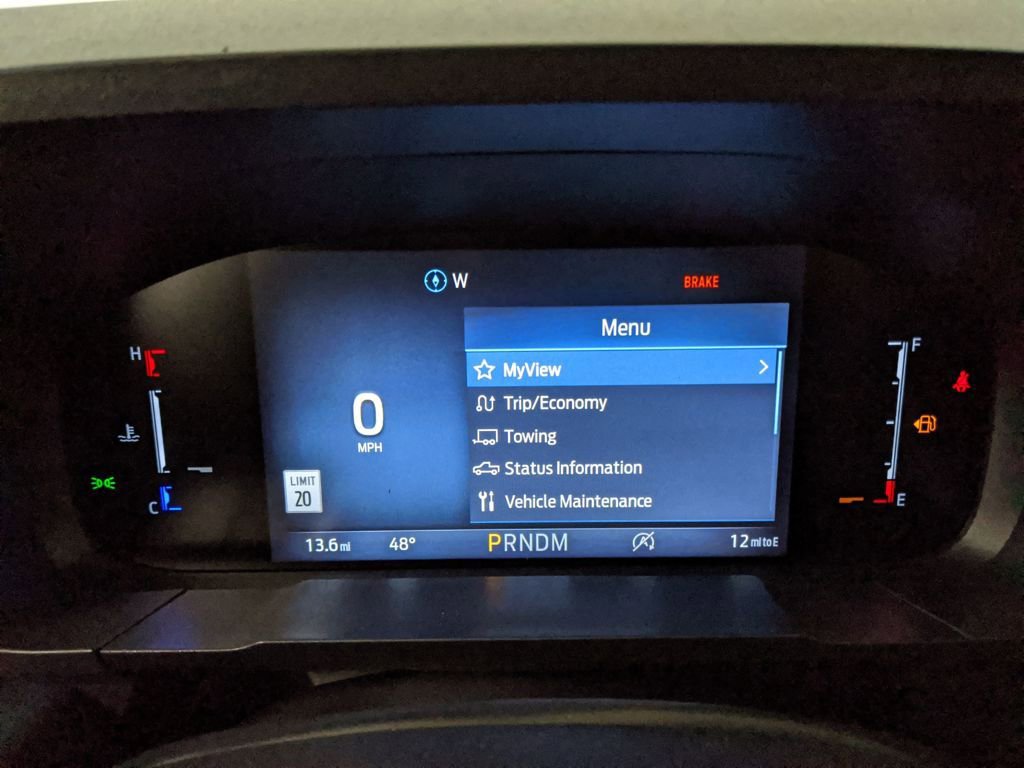 W
BRAKE
Menu
H
F
MyView
Trip/Economy
0
MPH
Towing
Status Information
LIMIT
20
Vehicle Maintenance
C
E
13.6 mi
48°
PRNDM
12 mi to E